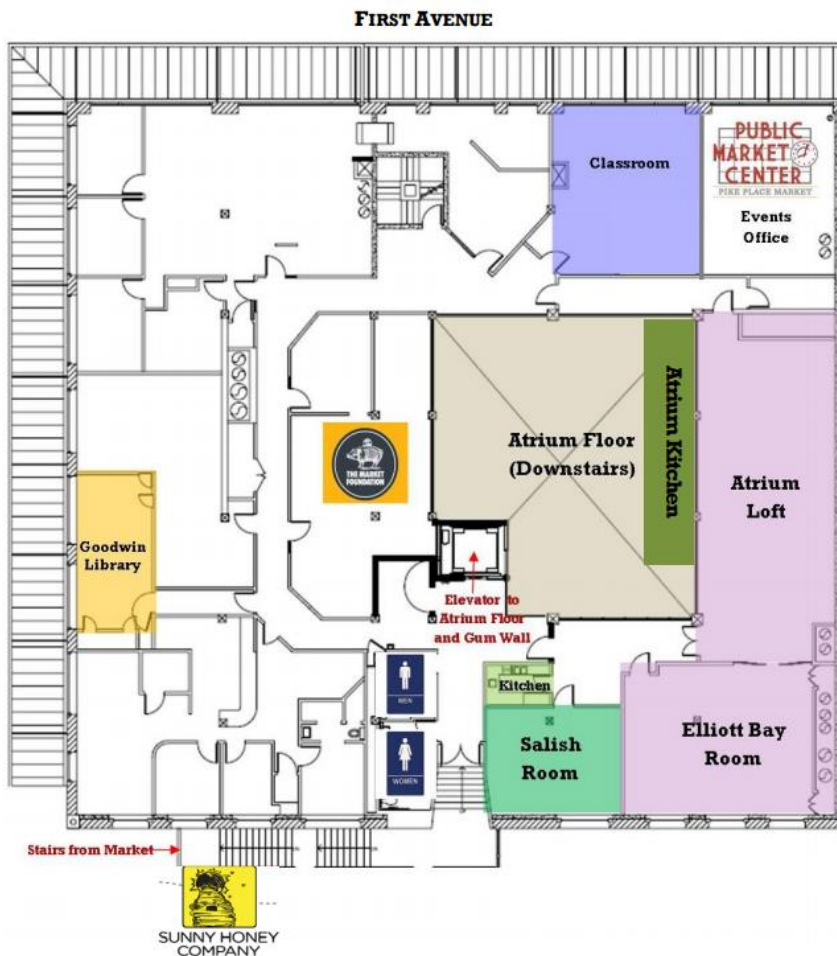 FIRST AVENUE
Classroom
PUBLIC
MARKET
CENTER
PIKE PLACE MARKET
Events
Office
Atrium Floor
(Downstairs)
Atrium Kitchen
Atrium
Loft
THE MARKET
FOUNDATION
Goodwin
Library
Elevator to
Atrium Floor
and Gum Wall
MEN
Kitchen
WOMEN
Salish
Room
Elliott Bay
Room
Stairs from Market
SUNNY HONEY
COMPANY